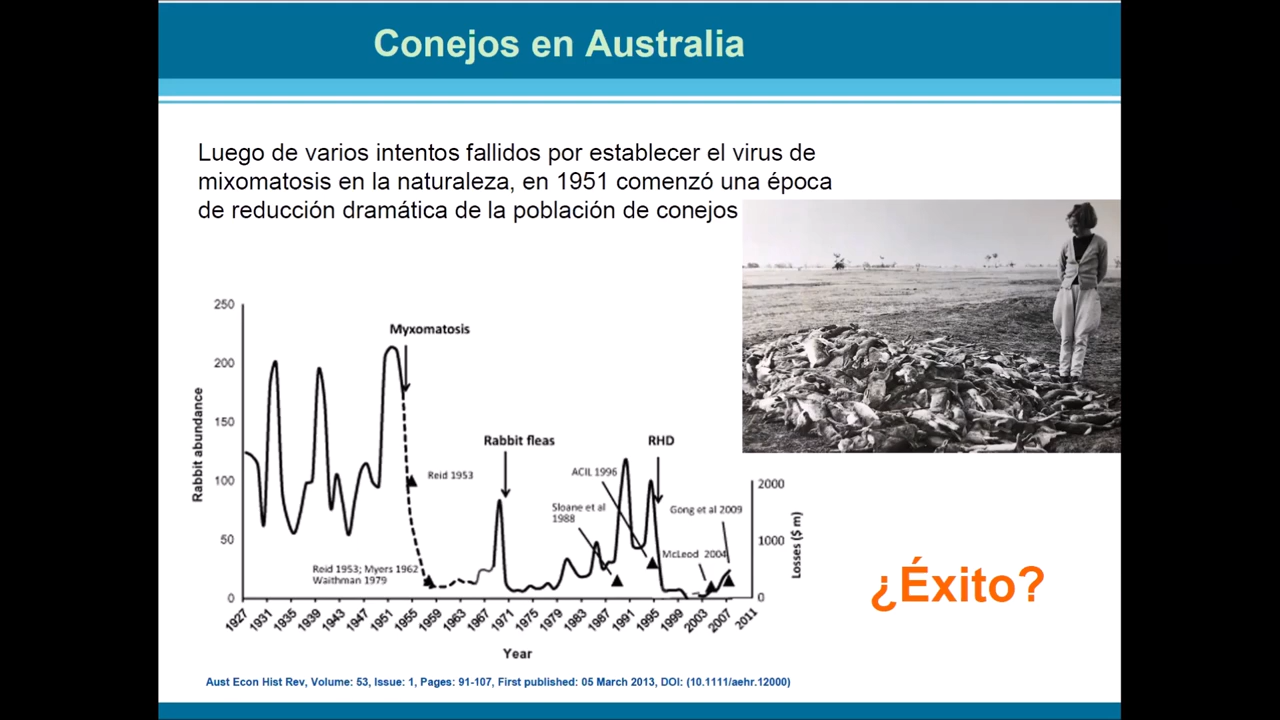 Conejos en Australia
Luego de varios intentos fallidos por establecer el virus de
mixomatosis en la naturaleza, en 1951 comenzó una época
de reducción dramática de la población de conejos
250
200
150
100
50
0
Rabbit abundance
Myxomatosis
Reid 1953
Reid 1953; Myers 1962
Waithman 1979
Rabbit fleas
Sloane et al
1988
ACIL 1996
RHD
Gong et al 2009
McLeod 2004
2000
1000
0
Losses ($ m)
1927
1931
1935
1939
1943
1947
1951
1955
1959
1963
1967
1971
1975
1979
1983
1987
1991
1995
1999
2003
2007
2011
Year
¿Éxito?
Aust Econ Hist Rev, Volume: 53, Issue: 1, Pages: 91-107, First published: 05 March 2013, DOI: (10.1111/aehr.12000)